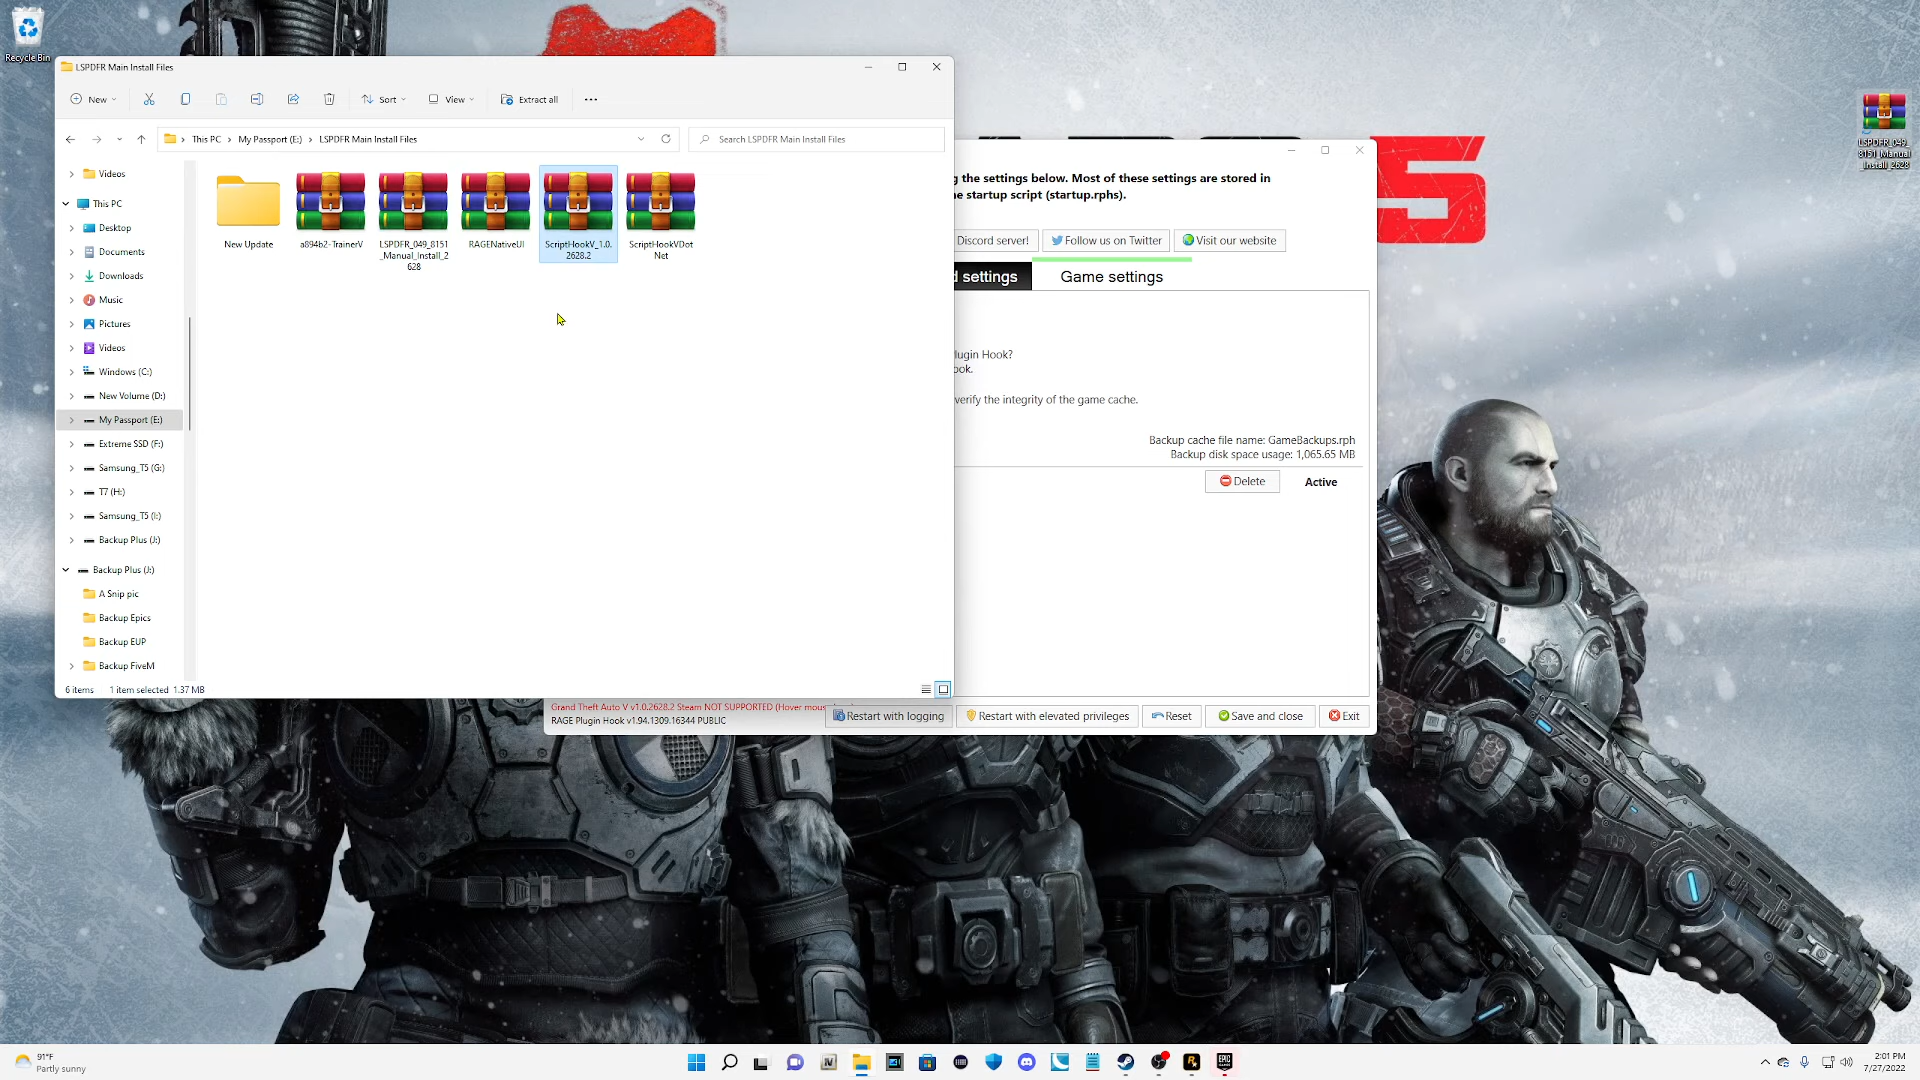 Recycle Bin
LSPDFR Main Install Files
New
Sort
View
Extract all
This PC > My Passport (E:) > LSPDFR Main Install Files
Search LSPDFR Main Install Files
Videos
This PC
Desktop
Documents
Downloads
Music
Pictures
Videos
Windows (C:)
New Volume (D:)
My Passport (E:)
Extreme SSD (F:)
Samsung_T5 (G:)
T7 (H:)
Samsung_T5 (I:)
Backup Plus (J:)
Backup Plus (J:)
A Snip pic
Backup Epics
Backup EUP
Backup FiveM
New Update
a894b2-TrainerV
LSPDFR_049_8151
_Manual_Install_2
628
RAGENativeUI
ScriptHookV_1.0.
2628.2
ScriptHookVDot
Net
6 items 1 item selected 1.37 MB
g the settings below. Most of these settings are stored in
e startup script (startup.rphs).
Discord server!
Follow us on Twitter
Visit our website
d settings
Game settings
lugin Hook?
ook.
verify the integrity of the game cache.
Backup cache file name: GameBackups.rph
Backup disk space usage: 1,065.65 MB
Delete
Active
Grand Theft Auto V v1.0.2628.2 Steam NOT SUPPORTED (Hover mous
RAGE Plugin Hook v1.94.1309.16344 PUBLIC
Restart with logging
Restart with elevated privileges
Reset
Save and close
Exit
5
LSPDFR_049_
8151_Manual
_Install_2628
91°F
Partly sunny
IV
EPIC
GAMES
2:01 PM
7/27/2022